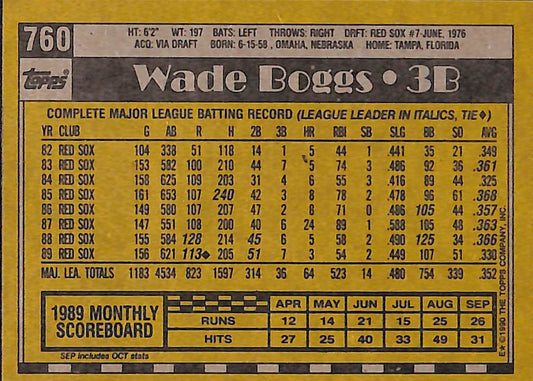 760
HT: 6'2" WT: 197 BATS: LEFT THROWS: RIGHT DRFT: RED SOX #7-JUNE, 1976
ACQ: VIA DRAFT BORN: 6-15-58, OMAHA, NEBRASKA HOME: TAMPA, FLORIDA
Topps
Wade Boggs • 3B
COMPLETE MAJOR LEAGUE BATTING RECORD (LEAGUE LEADER IN ITALICS, TIE♦)
YR CLUB G AB R H 2B 3B HR RBI SB SLG BB SO AVG
82 RED SOX 104 338 51 118 14 1 5 44 1 .441 35 21 .349
83 RED SOX 153 582 100 210 44 7 5 74 3 .486 92 36 .361
84 RED SOX 158 625 109 203 31 4 6 55 3 .416 89 44 .325
85 RED SOX 161 653 107 240 42 3 8 78 2 .478 96 61 .368
86 RED SOX 149 580 107 207 47 2 8 71 0 .486 105 44 .357
87 RED SOX 147 551 108 200 40 6 24 89 1 .588 105 48 .363
88 RED SOX 155 584 128 214 45 6 5 58 2 .490 125 34 .366
89 RED SOX 156 621 113♦ 205 51 7 3 54 2 .449 107 51 .330
MAJ. LEA. TOTALS 1183 4534 823 1597 314 36 64 523 14 .480 754 339 .352
1989 MONTHLY SCOREBOARD
APR MAY JUN JUL AUG SEP
RUNS 12 14 21 15 25 26
HITS 27 25 40 33 49 31
SEP includes OCT stats
E* ©1990 THE TOPPS COMPANY, INC.